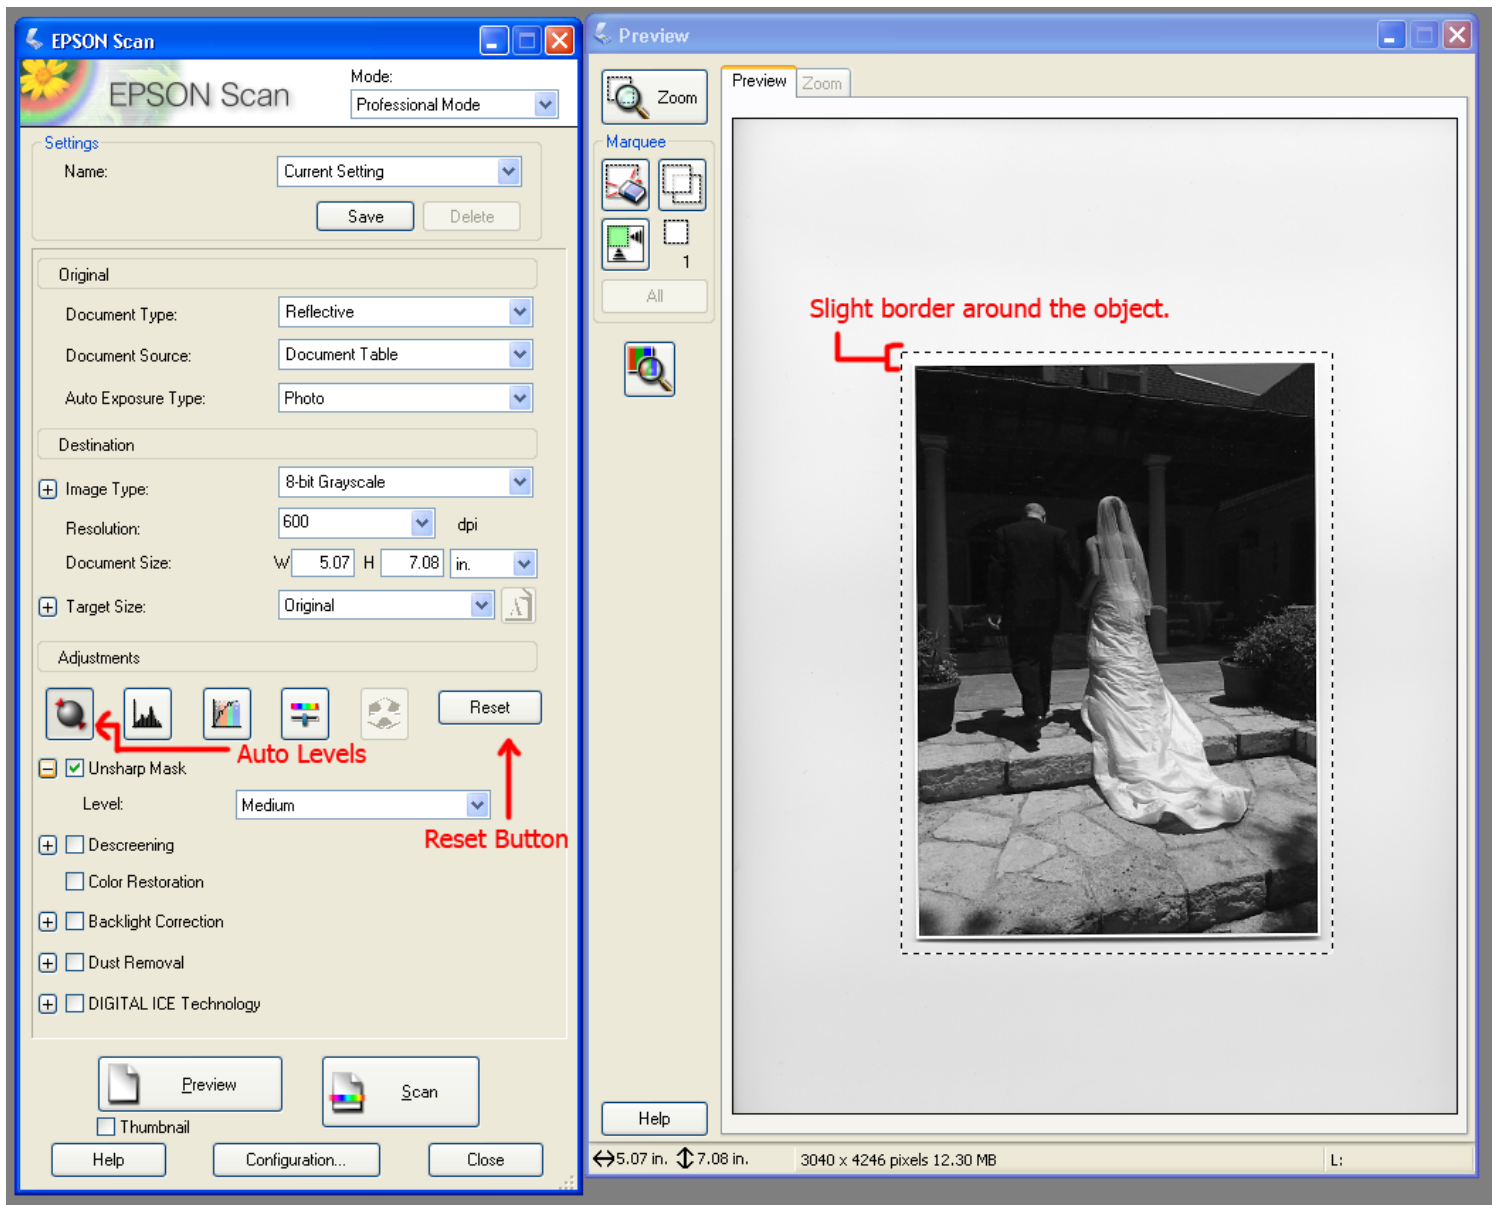 EPSON Scan
EPSON Scan
Mode:
Professional Mode
Settings
Name:
Current Setting
Save
Delete
Original
Document Type:
Reflective
Document Source:
Document Table
Auto Exposure Type:
Photo
Destination
Image Type:
8-bit Grayscale
Resolution:
600
dpi
Document Size:
W 5.07 H 7.08 in.
Target Size:
Original
Adjustments
Reset
Auto Levels
Unsharp Mask
Level:
Medium
Reset Button
Descreening
Color Restoration
Backlight Correction
Dust Removal
DIGITAL ICE Technology
Preview
Scan
Thumbnail
Help
Configuration...
Close
Preview
Zoom
Preview
Zoom
Marquee
1
All
Slight border around the object.
Help
5.07 in. 7.08 in.
3040 x 4246 pixels 12.30 MB
L: